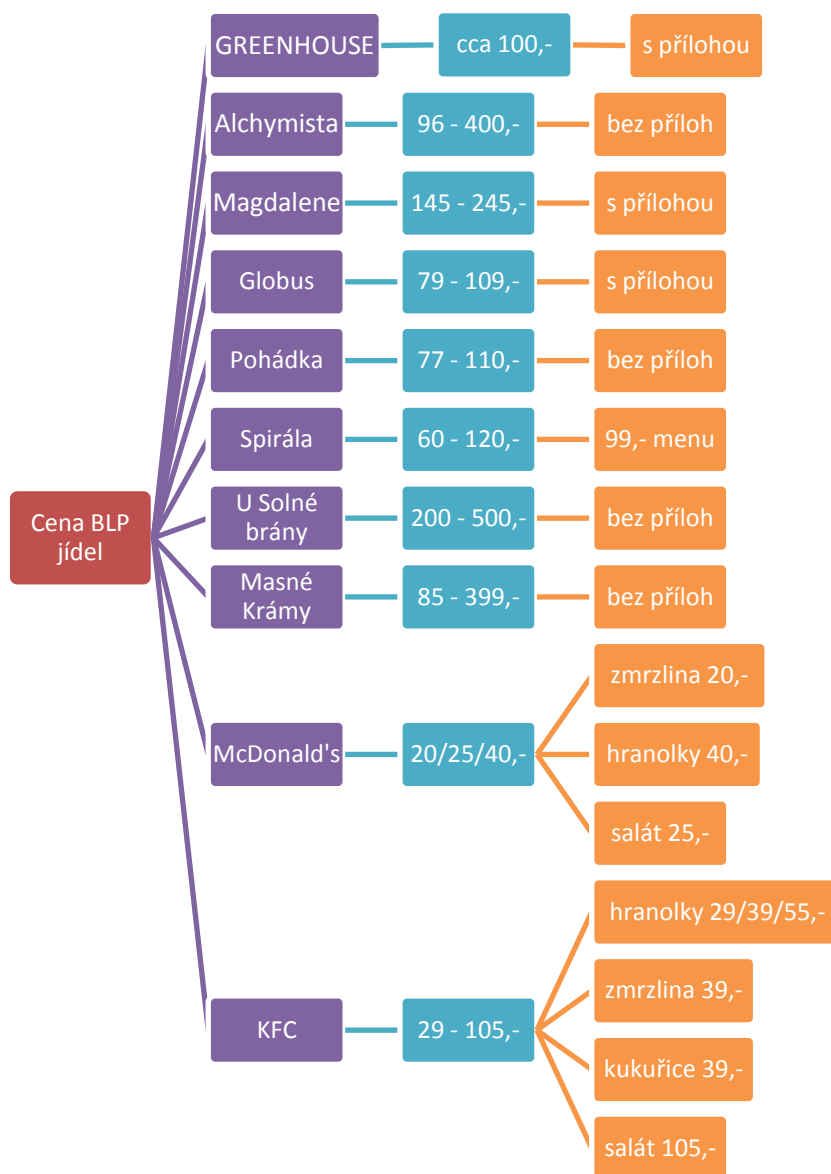 GREENHOUSE
cca 100,-
s přílohou
Alchymista
96 - 400,-
bez příloh
Magdalene
145 - 245,-
s přílohou
Globus
79 - 109,-
s přílohou
Pohádka
77 - 110,-
bez příloh
Spirála
60 - 120,-
99,- menu
Cena BLP
jídel
U Solné
brány
200 - 500,-
bez příloh
Masné
Krámy
85 - 399,-
bez příloh
McDonald's
20/25/40,-
zmrzlina 20,-
hranolky 40,-
salát 25,-
KFC
29 - 105,-
hranolky 29/39/55,-
zmrzlina 39,-
kukuřice 39,-
salát 105,-